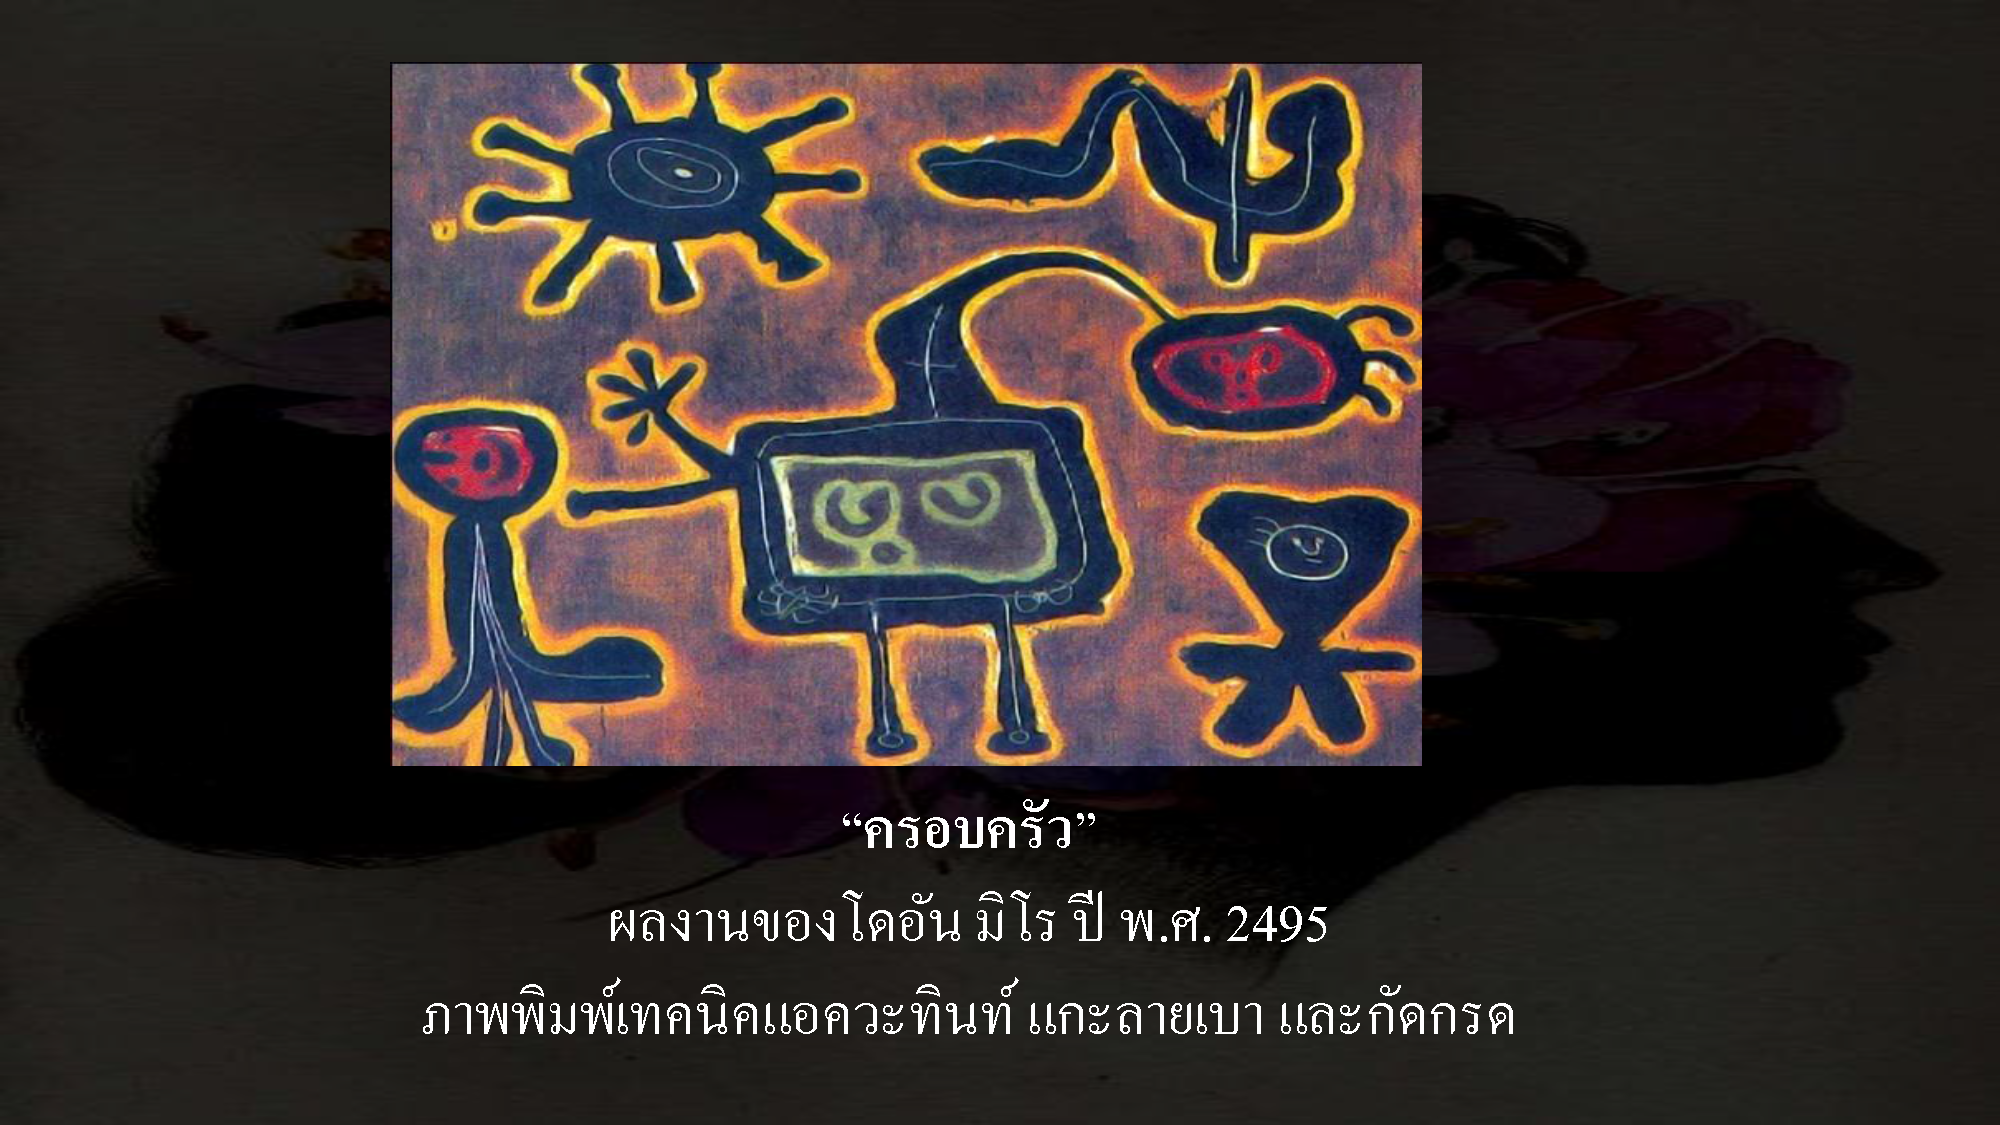 “ครอบครัว”
ผลงานของโดอัน มิโร ปี พ.ศ. 2495
ภาพพิมพ์เทคนิคแอควะทินท์ แกะลายเบา และกัดกรด